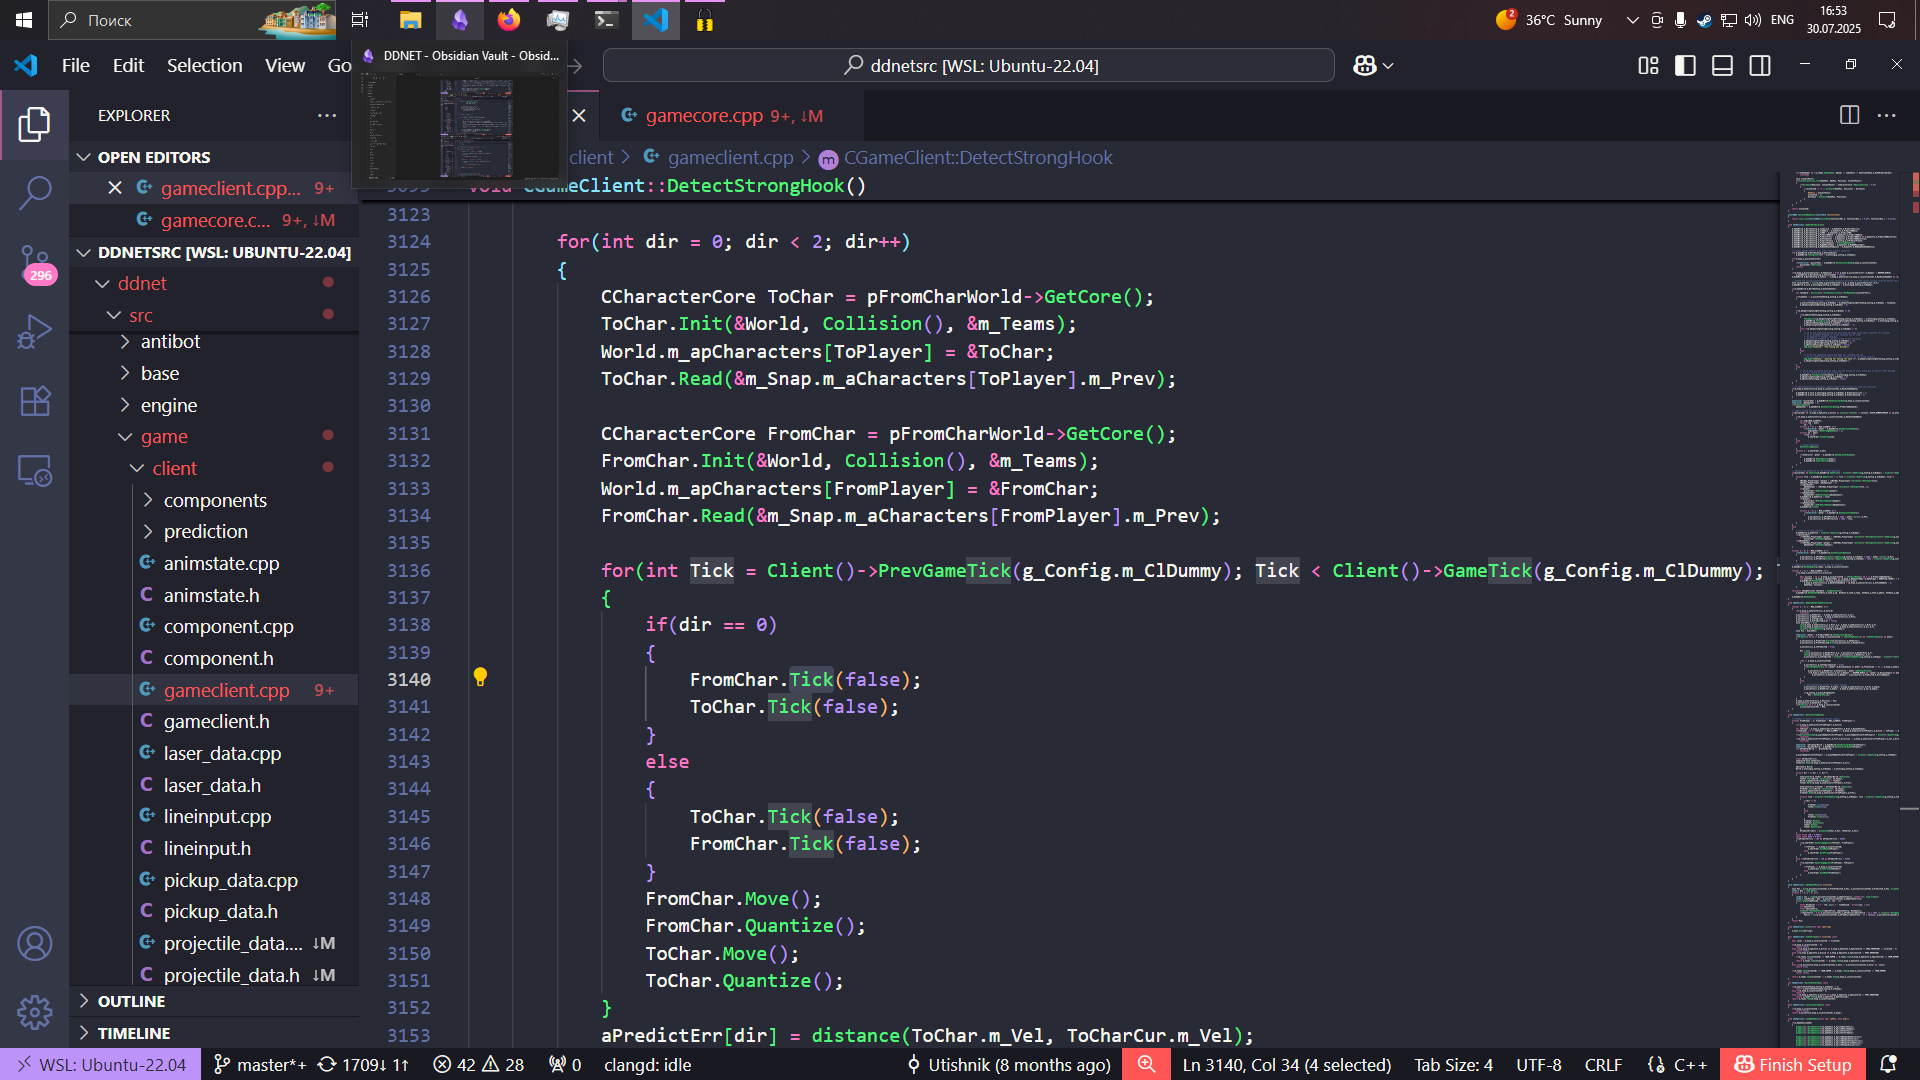 Поиск
36°C Sunny
ENG
16:53
30.07.2025
2
DDNET - Obsidian Vault - Obsid...
File Edit Selection View Go
ddnetsrc [WSL: Ubuntu-22.04]
EXPLORER
gamecore.cpp 9+, ↓M
OPEN EDITORS
client > gameclient.cpp > CGameClient::DetectStrongHook
gameclient.cpp... 9+
gamecore.c... 9+, ↓M
void CGameClient::DetectStrongHook()
DDNETSRC [WSL: UBUNTU-22.04]
296
ddnet
src
antibot
base
engine
game
client
components
prediction
animstate.cpp
animstate.h
component.cpp
component.h
gameclient.cpp 9+
gameclient.h
laser_data.cpp
laser_data.h
lineinput.cpp
lineinput.h
pickup_data.cpp
pickup_data.h
projectile_data.... ↓M
projectile_data.h ↓M
OUTLINE
TIMELINE
3123
3124 for(int dir = 0; dir < 2; dir++)
3125 {
3126 CCharacterCore ToChar = pFromCharWorld->GetCore();
3127 ToChar.Init(&World, Collision(), &m_Teams);
3128 World.m_apCharacters[ToPlayer] = &ToChar;
3129 ToChar.Read(&m_Snap.m_aCharacters[ToPlayer].m_Prev);
3130
3131 CCharacterCore FromChar = pFromCharWorld->GetCore();
3132 FromChar.Init(&World, Collision(), &m_Teams);
3133 World.m_apCharacters[FromPlayer] = &FromChar;
3134 FromChar.Read(&m_Snap.m_aCharacters[FromPlayer].m_Prev);
3135
3136 for(int Tick = Client()->PrevGameTick(g_Config.m_ClDummy); Tick < Client()->GameTick(g_Config.m_ClDummy);
3137 {
3138 if(dir == 0)
3139 {
3140 FromChar.Tick(false);
3141 ToChar.Tick(false);
3142 }
3143 else
3144 {
3145 ToChar.Tick(false);
3146 FromChar.Tick(false);
3147 }
3148 FromChar.Move();
3149 FromChar.Quantize();
3150 ToChar.Move();
3151 ToChar.Quantize();
3152 }
3153 aPredictErr[dir] = distance(ToChar.m_Vel, ToCharCur.m_Vel);
WSL: Ubuntu-22.04 master*+ 1709↓ 1↑ 42 28 0 clangd: idle Utishnik (8 months ago) Ln 3140, Col 34 (4 selected) Tab Size: 4 UTF-8 CRLF {} C++ Finish Setup